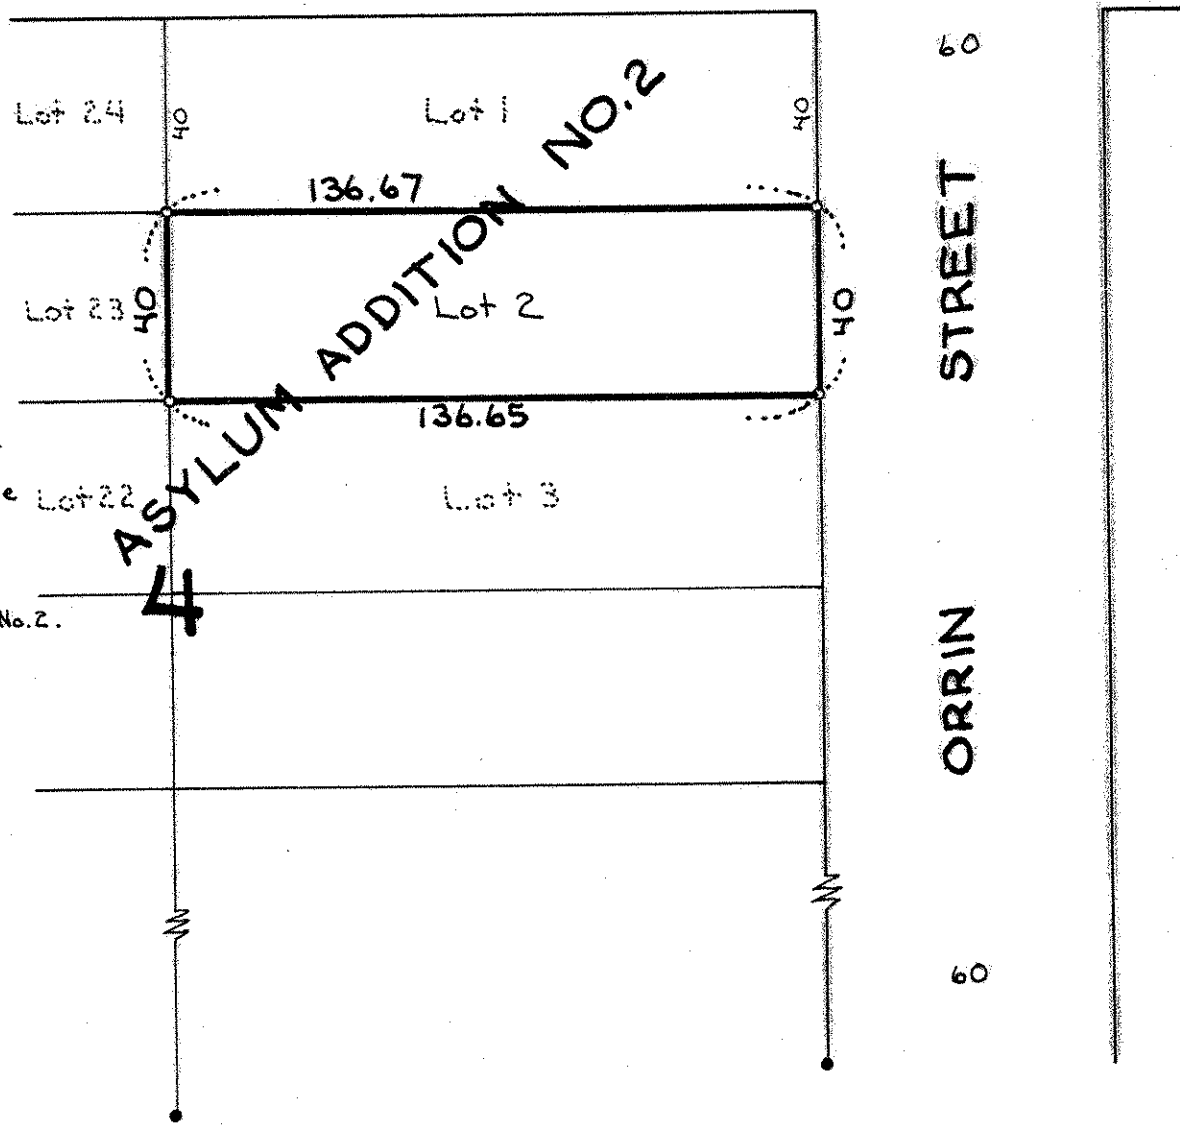 60
Lot 24
40
Lot 1
40
136.67
Lot 23
40
Lot 2
40
136.65
e
Lot 22
Lot 3
ASYLUM ADDITION NO.2
4
No.2.
ORRIN STREET
60